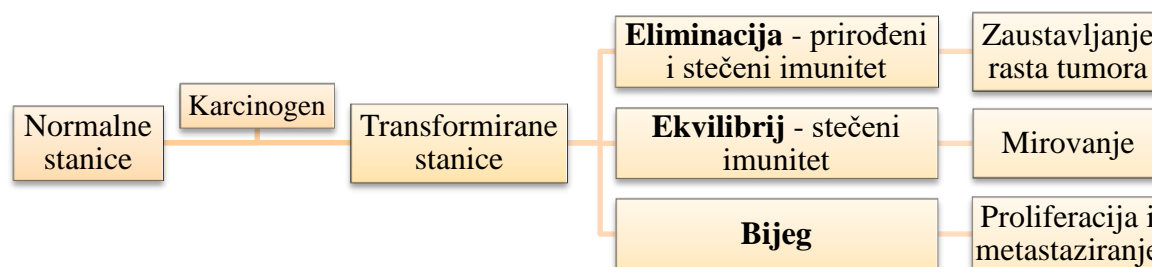 Normalne
stanice
Karcinogen
Transformirane
stanice
Eliminacija - prirođeni
i stečeni imunitet
Zaustavljanje
rasta tumora
Ekvilibrij - stečeni
imunitet
Mirovanje
Bijeg
Proliferacija i
metastaziranje